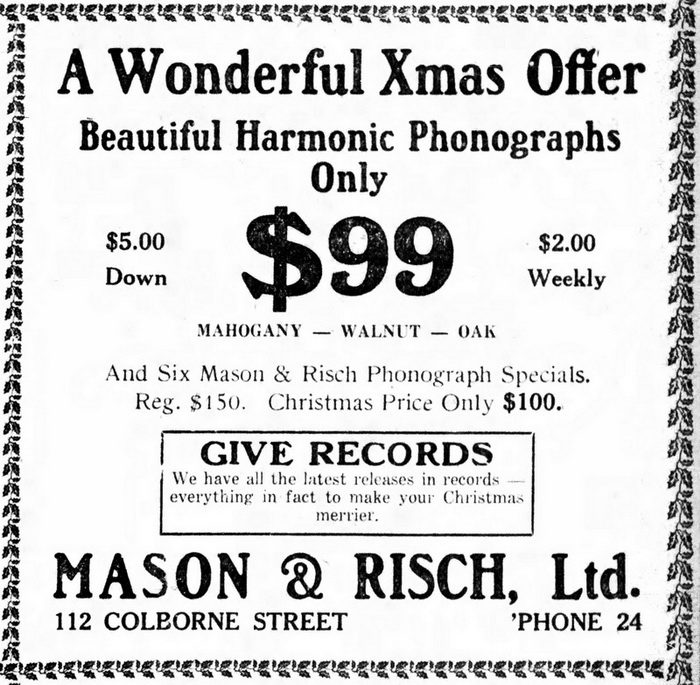 A Wonderful Xmas Offer
Beautiful Harmonic Phonographs
Only
$5.00
Down
$99
$2.00
Weekly
MAHOGANY — WALNUT — OAK
And Six Mason & Risch Phonograph Specials.
Reg. $150. Christmas Price Only $100.
GIVE RECORDS
We have all the latest releases in records —
everything in fact to make your Christmas
merrier.
MASON & RISCH, Ltd.
112 COLBORNE STREET 'PHONE 24